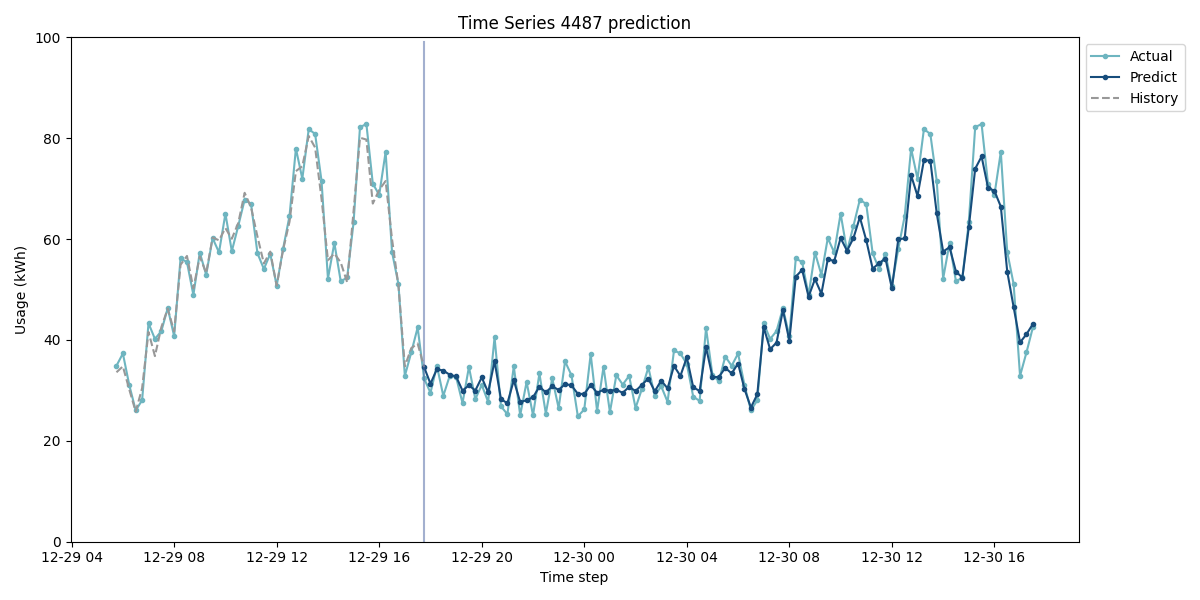 Time Series 4487 prediction
Usage (kWh)
100
80
60
40
20
0
12-29 04
12-29 08
12-29 12
12-29 16
12-29 20
12-30 00
12-30 04
12-30 08
12-30 12
12-30 16
Time step
Actual
Predict
History